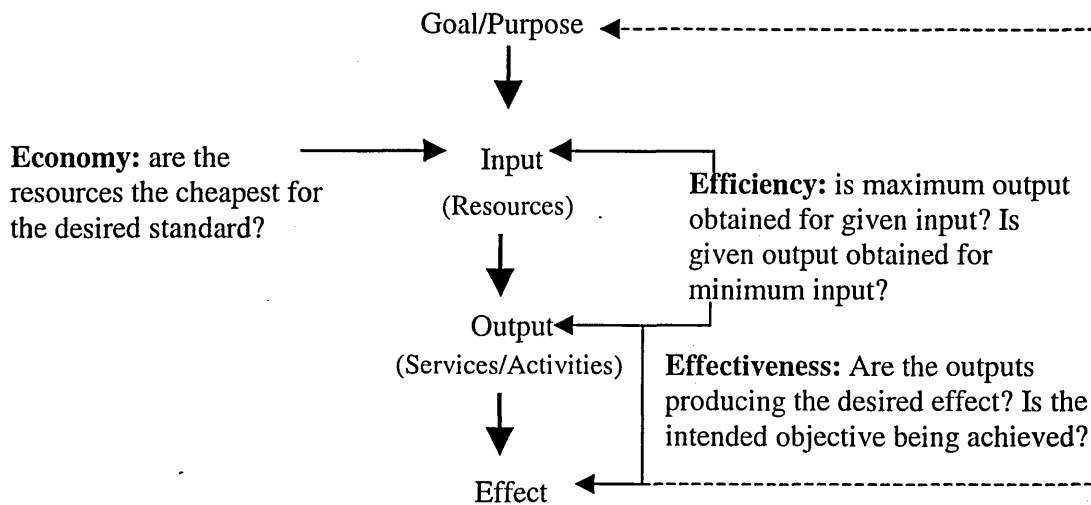 Goal/Purpose
Economy: are the
resources the cheapest for
the desired standard?
Input
(Resources)
Efficiency: is maximum output
obtained for given input? Is
given output obtained for
minimum input?
Output
(Services/Activities)
Effectiveness: Are the outputs
producing the desired effect? Is the
intended objective being achieved?
Effect